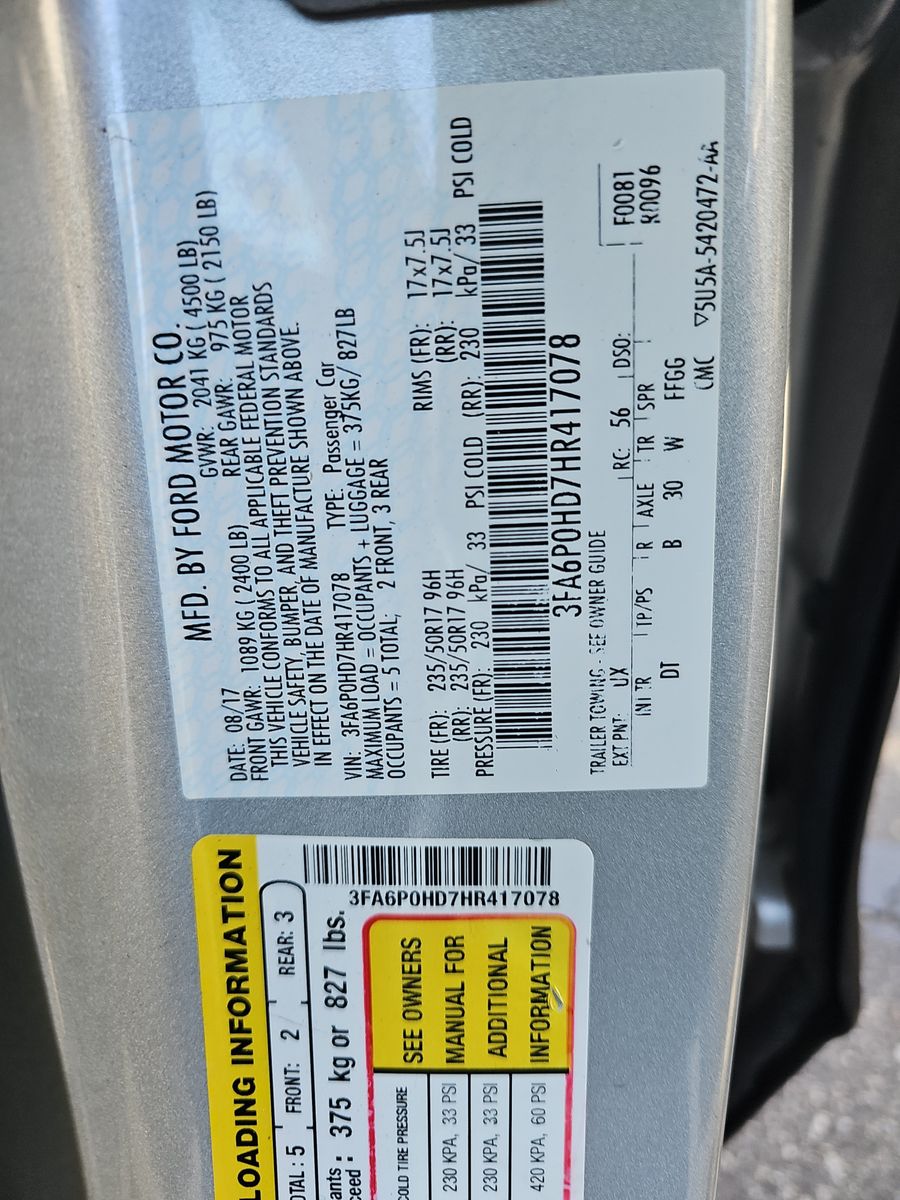 MFD. BY FORD MOTOR CO.
DATE: 08/17 GVWR: 2041 KG ( 4500 LB)
FRONT GAWR: 1089 KG ( 2400 LB) REAR GAWR: 975 KG ( 2150 LB)
THIS VEHICLE CONFORMS TO ALL APPLICABLE FEDERAL MOTOR
VEHICLE SAFETY, BUMPER, AND THEFT PREVENTION STANDARDS
IN EFFECT ON THE DATE OF MANUFACTURE SHOWN ABOVE.
VIN: 3FA6P0HD7HR417078 TYPE: Passenger Car
MAXIMUM LOAD = OCCUPANTS + LUGGAGE = 375KG/ 827LB
OCCUPANTS = 5 TOTAL; 2 FRONT, 3 REAR
TIRE (FR): 235/50R17 96H RIMS (FR): 17x7.5J
(RR): 235/50R17 96H (RR): 17x7.5J
PRESSURE (FR): 230 kPa/ 33 PSI COLD (RR): 230 kPa/ 33 PSI COLD
3FA6P0HD7HR417078
TRAILER TOWING - SEE OWNER GUIDE F0081
EXT PNT: UX RC: 56 DSO: R0096
INT TR TP/PS R AXLE TR SPR
DT B 30 W FFGG
CMC ▽5U5A-5420472-AA
LOADING INFORMATION
OTAL: 5 FRONT: 2 REAR: 3
ants : 375 kg or 827 lbs.
ceed :
3FA6P0HD7HR417078
COLD TIRE PRESSURE
230 KPA, 33 PSI
230 KPA, 33 PSI
420 KPA, 60 PSI
SEE OWNERS
MANUAL FOR
ADDITIONAL
INFORMATION